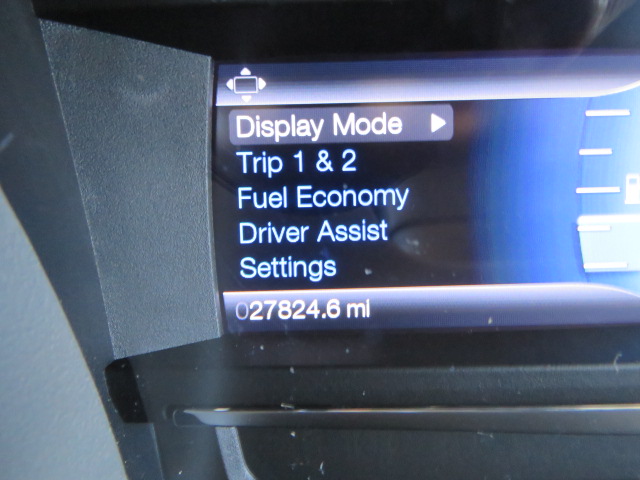 Display Mode
Trip 1 & 2
Fuel Economy
Driver Assist
Settings
027824.6 mi